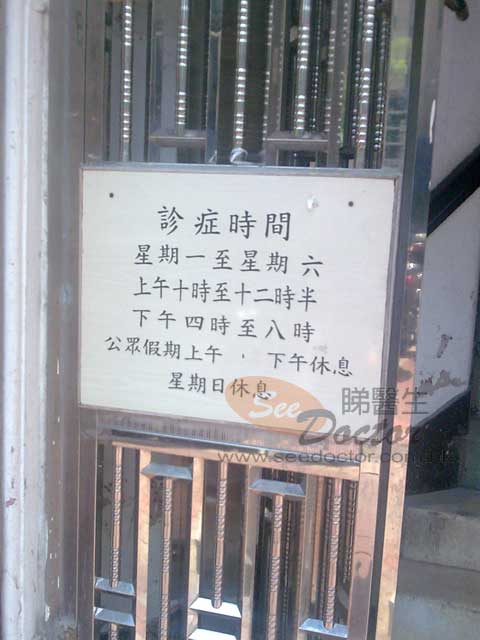 診症時間
星期一至星期六
上午十時至十二時半
下午四時至八時
公眾假期上午，下午休息
星期日休息
See 睇醫生
Doctor
www.seedoctor.com.hk